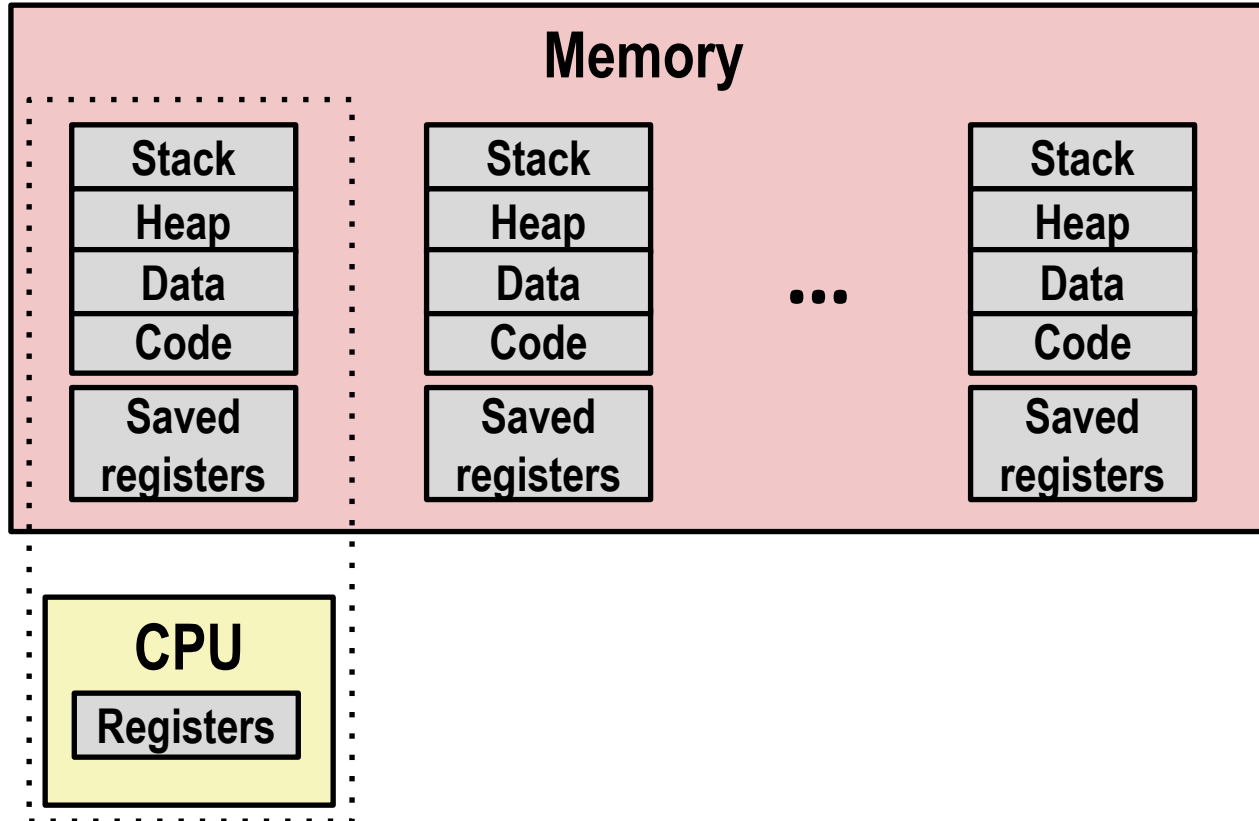 Memory
Stack
Heap
Data
Code
Saved
registers
Stack
Heap
Data
Code
Saved
registers
...
Stack
Heap
Data
Code
Saved
registers
CPU
Registers